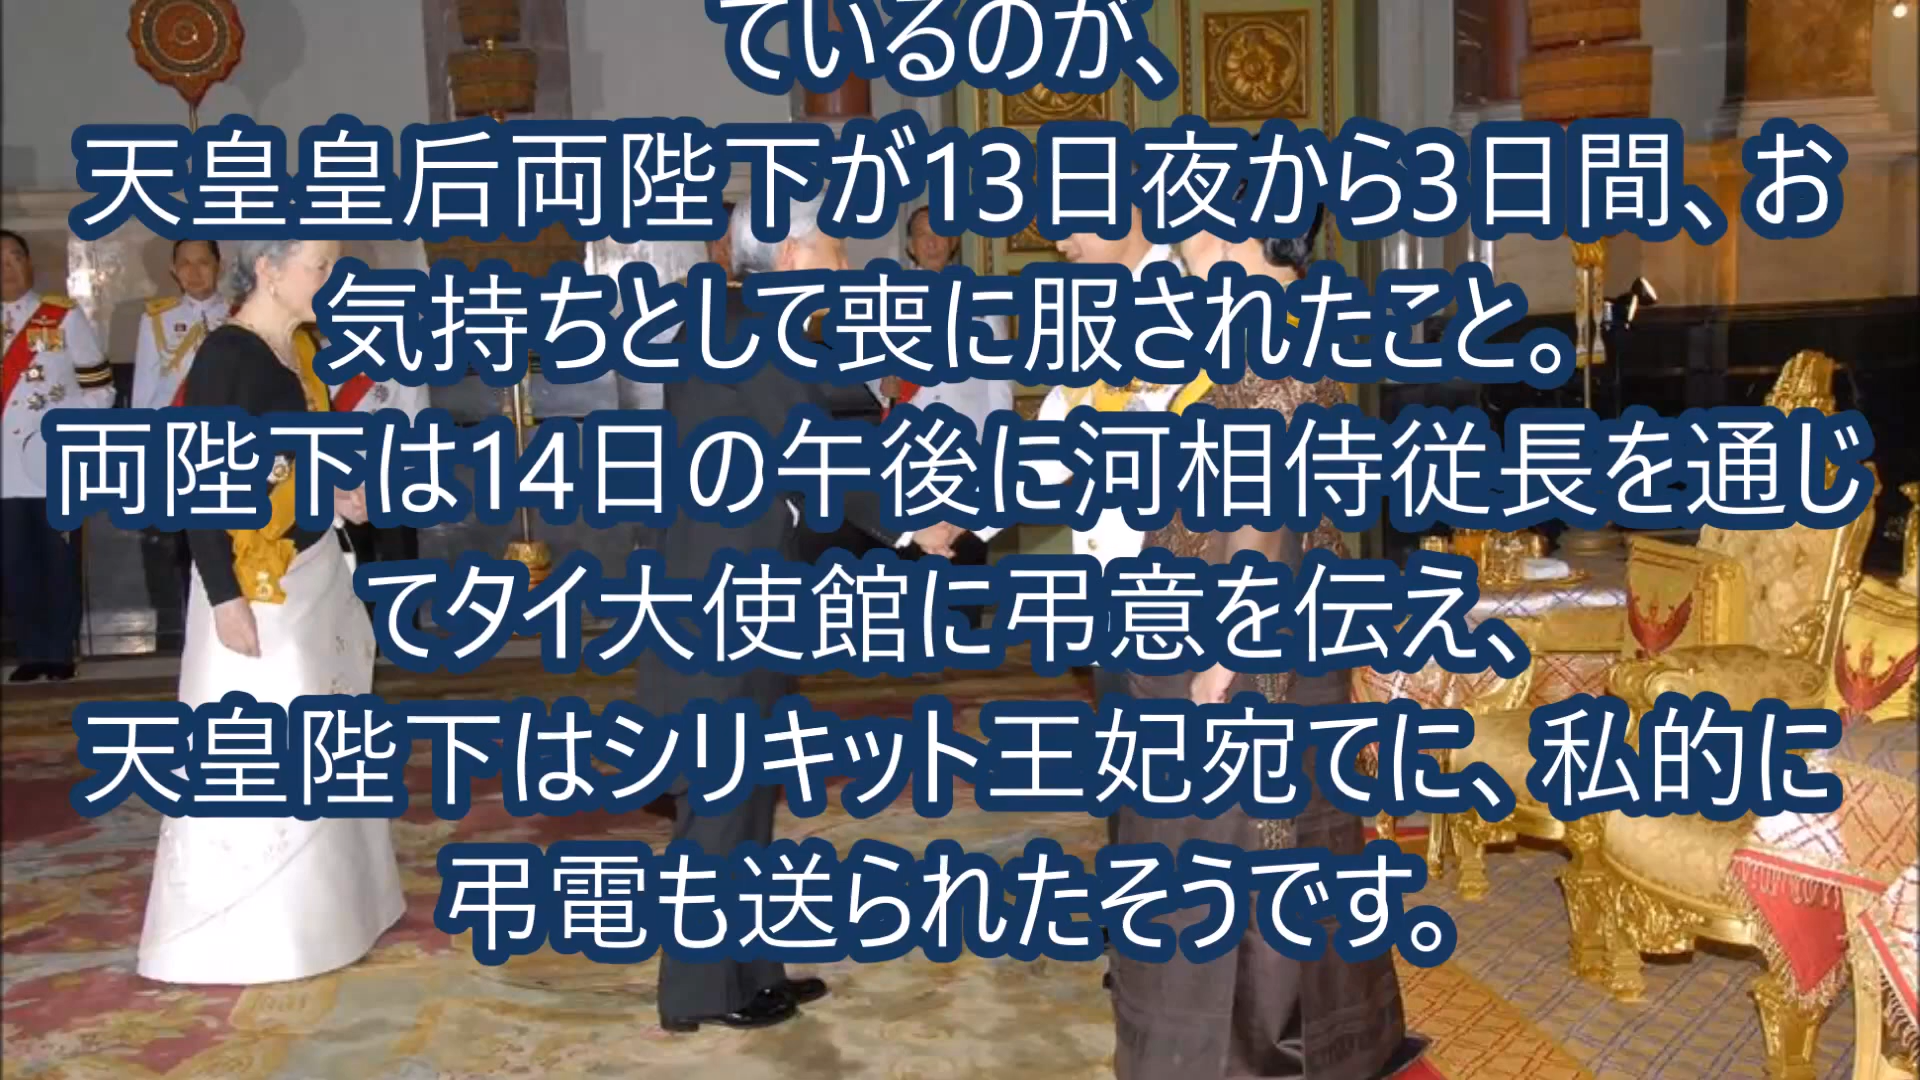 ているのが、
天皇皇后両陛下が13日夜から3日間、お
気持ちとして喪に服されたこと。
両陛下は14日の午後に河相侍従長を通じ
てタイ大使館に弔意を伝え、
天皇陛下はシリキット王妃宛てに、私的に
弔電も送られたそうです。